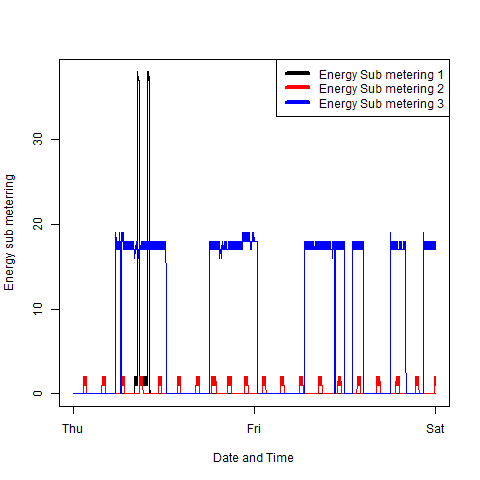 Energy Sub metering 1
Energy Sub metering 2
Energy Sub metering 3
Energy sub meterring
30
20
10
0
Thu Fri Sat
Date and Time